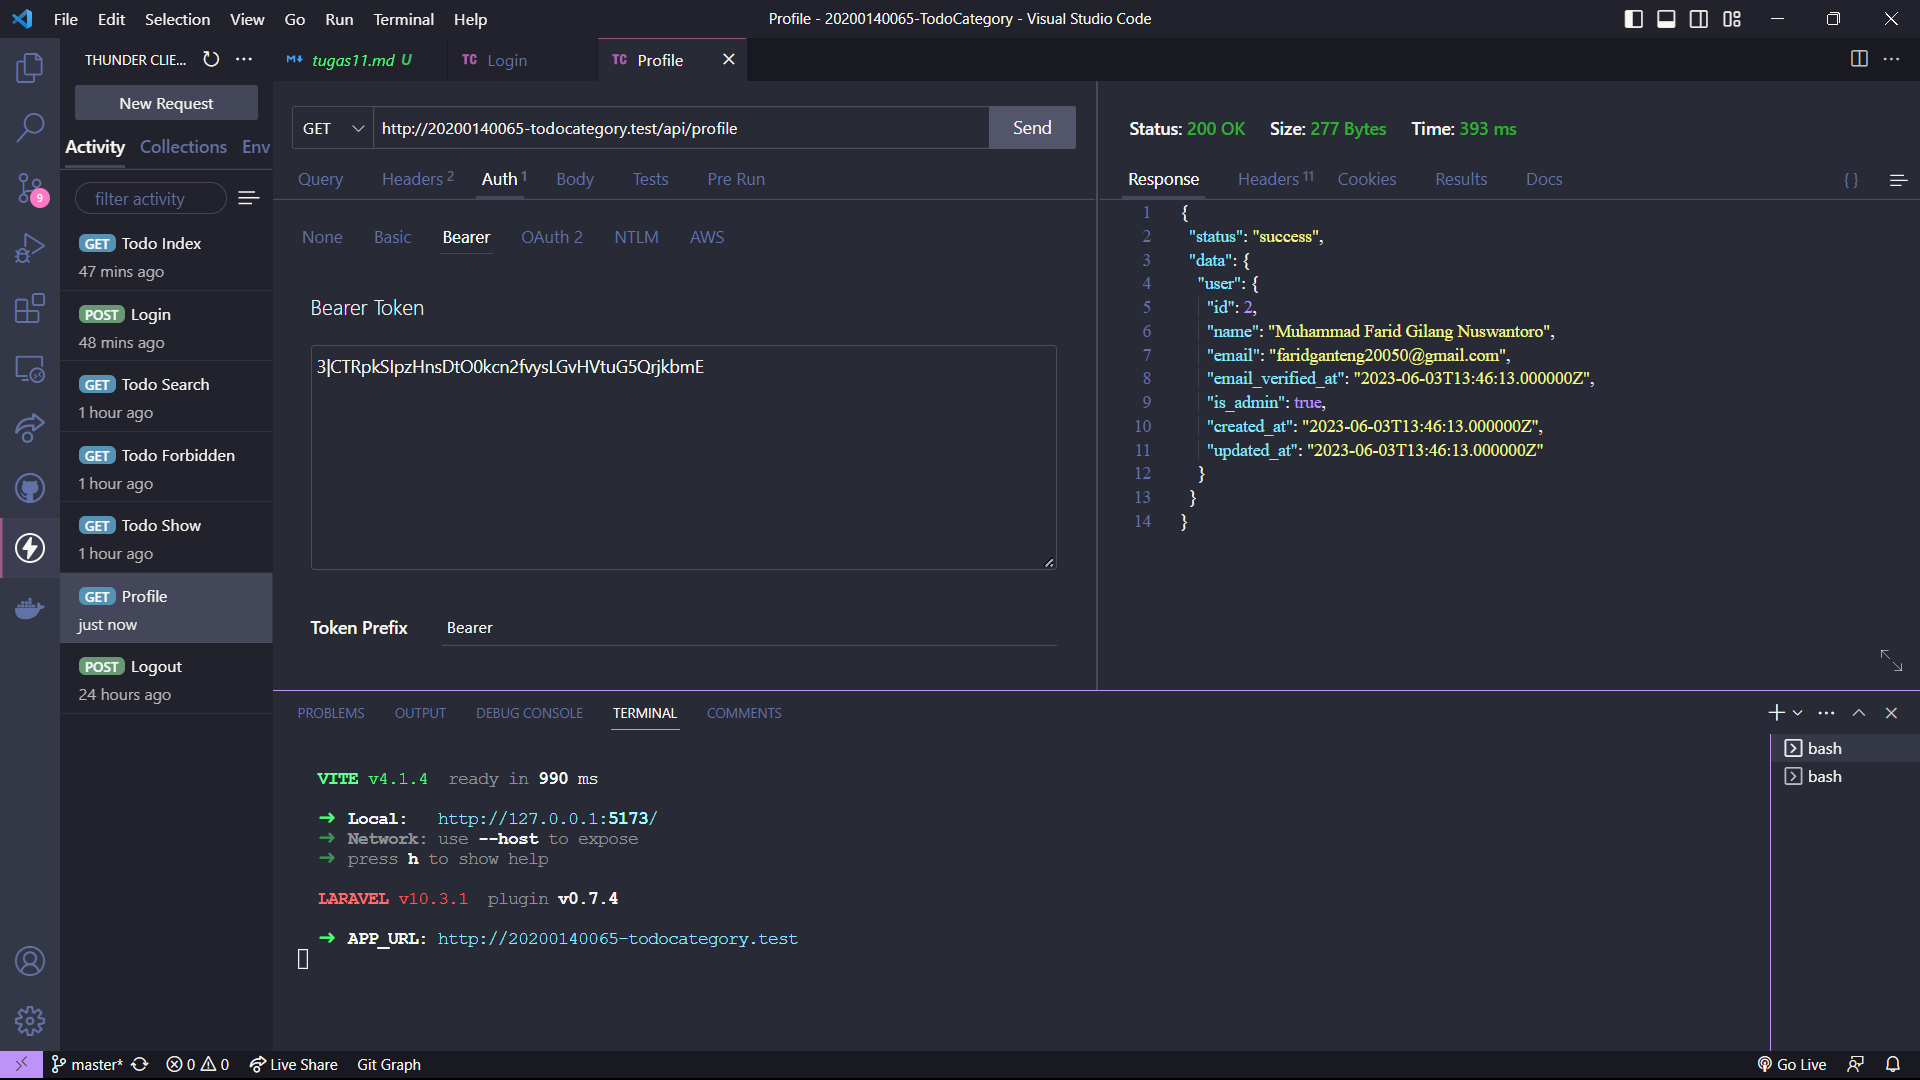 File Edit Selection View Go Run Terminal Help
Profile - 20200140065-TodoCategory - Visual Studio Code
THUNDER CLIE...
New Request
Activity Collections Env
filter activity
GET Todo Index
47 mins ago
POST Login
48 mins ago
GET Todo Search
1 hour ago
GET Todo Forbidden
1 hour ago
GET Todo Show
1 hour ago
GET Profile
just now
POST Logout
24 hours ago
9
tugas11.md U
TC Login
TC Profile
GET http://20200140065-todocategory.test/api/profile Send
Query Headers 2 Auth 1 Body Tests Pre Run
None Basic Bearer OAuth 2 NTLM AWS
Bearer Token
3|CTRpkSIpzHnsDtO0kcn2fvysLGvHVtuG5QrjkbmE
Token Prefix Bearer
Status: 200 OK Size: 277 Bytes Time: 393 ms
Response Headers 11 Cookies Results Docs { }
1 {
2 "status": "success",
3 "data": {
4 "user": {
5 "id": 2,
6 "name": "Muhammad Farid Gilang Nuswantoro",
7 "email": "faridganteng20050@gmail.com",
8 "email_verified_at": "2023-06-03T13:46:13.000000Z",
9 "is_admin": true,
10 "created_at": "2023-06-03T13:46:13.000000Z",
11 "updated_at": "2023-06-03T13:46:13.000000Z"
12 }
13 }
14 }
PROBLEMS OUTPUT DEBUG CONSOLE TERMINAL COMMENTS
VITE v4.1.4 ready in 990 ms
➜ Local: http://127.0.0.1:5173/
➜ Network: use --host to expose
➜ press h to show help
LARAVEL v10.3.1 plugin v0.7.4
➜ APP_URL: http://20200140065-todocategory.test
bash
bash
master* 0 0 Live Share Git Graph
Go Live